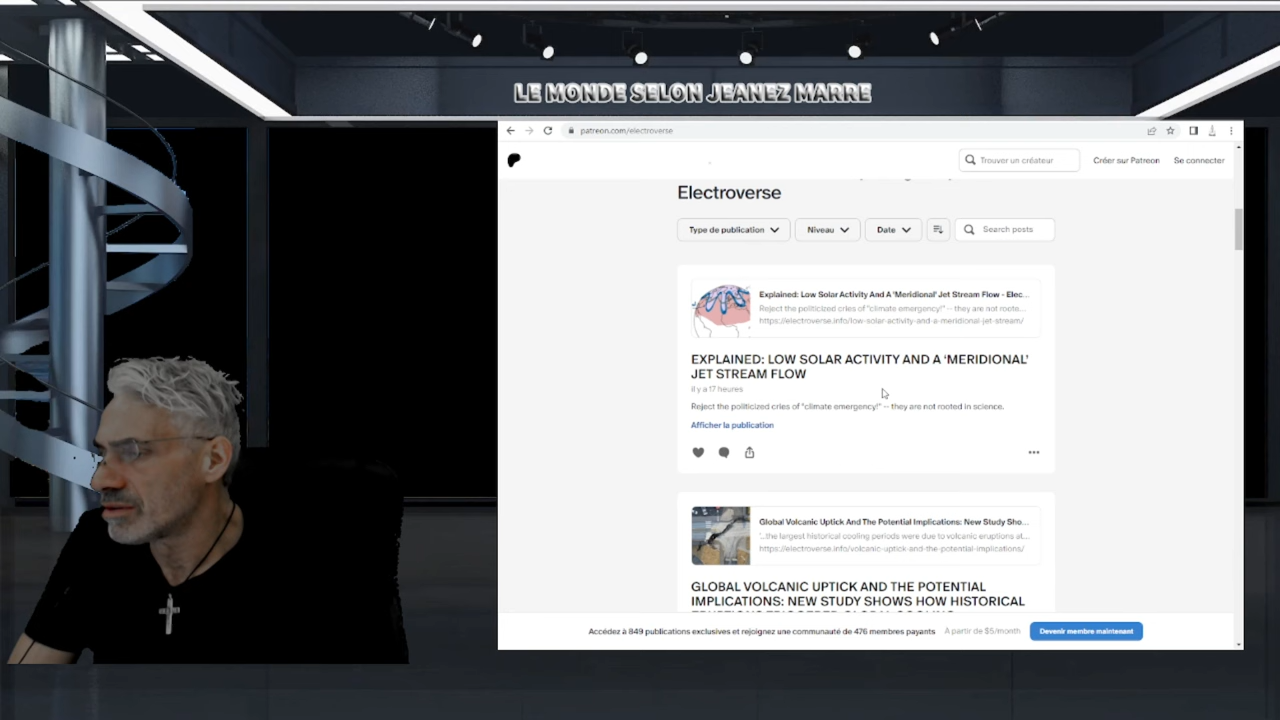 LE MONDE SELON JEANEZ MARRE
patreon.com/electroverse
Trouver un créateur
Créer sur Patreon
Se connecter
Electroverse
Type de publication
Niveau
Date
Search posts
Explained: Low Solar Activity And A 'Meridional' Jet Stream Flow - Elec...
Reject the politicized cries of "climate emergency!" -- they are not roote...
https://electroverse.info/low-solar-activity-and-a-meridional-jet-stream/
EXPLAINED: LOW SOLAR ACTIVITY AND A ‘MERIDIONAL’
JET STREAM FLOW
il y a 17 heures
Reject the politicized cries of "climate emergency!" -- they are not rooted in science.
Afficher la publication
Global Volcanic Uptick And The Potential Implications: New Study Sho...
'...the largest historical cooling periods were due to volcanic eruptions at...
https://electroverse.info/volcanic-uptick-and-the-potential-implications/
GLOBAL VOLCANIC UPTICK AND THE POTENTIAL
IMPLICATIONS: NEW STUDY SHOWS HOW HISTORICAL
Accédez à 849 publications exclusives et rejoignez une communauté de 476 membres payants
À partir de $5/month
Devenir membre maintenant